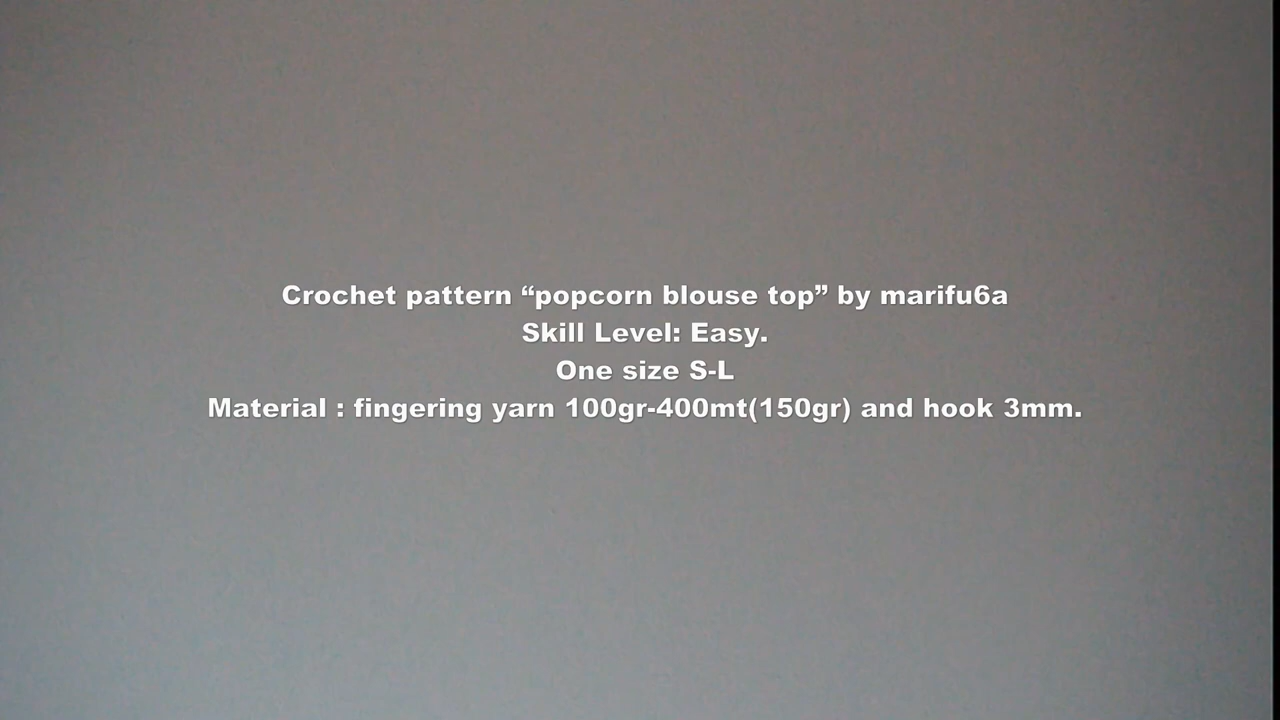 Crochet pattern “popcorn blouse top” by marifu6a
Skill Level: Easy.
One size S-L
Material : fingering yarn 100gr-400mt(150gr) and hook 3mm.